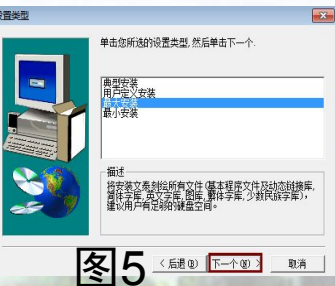 设置类型
单击您所选的设置类型,然后单击下一个.
典型安装
用户定义安装
最大安装
最小安装
描述
将安装文泰刻绘所有文件(基本程序文件及动态链接库,
简体字库,英文字库,图库,繁体字库,少数民族字库),
建议用户有足够的硬盘空间。
< 后退(B)
下一个(N) >
取消
图5